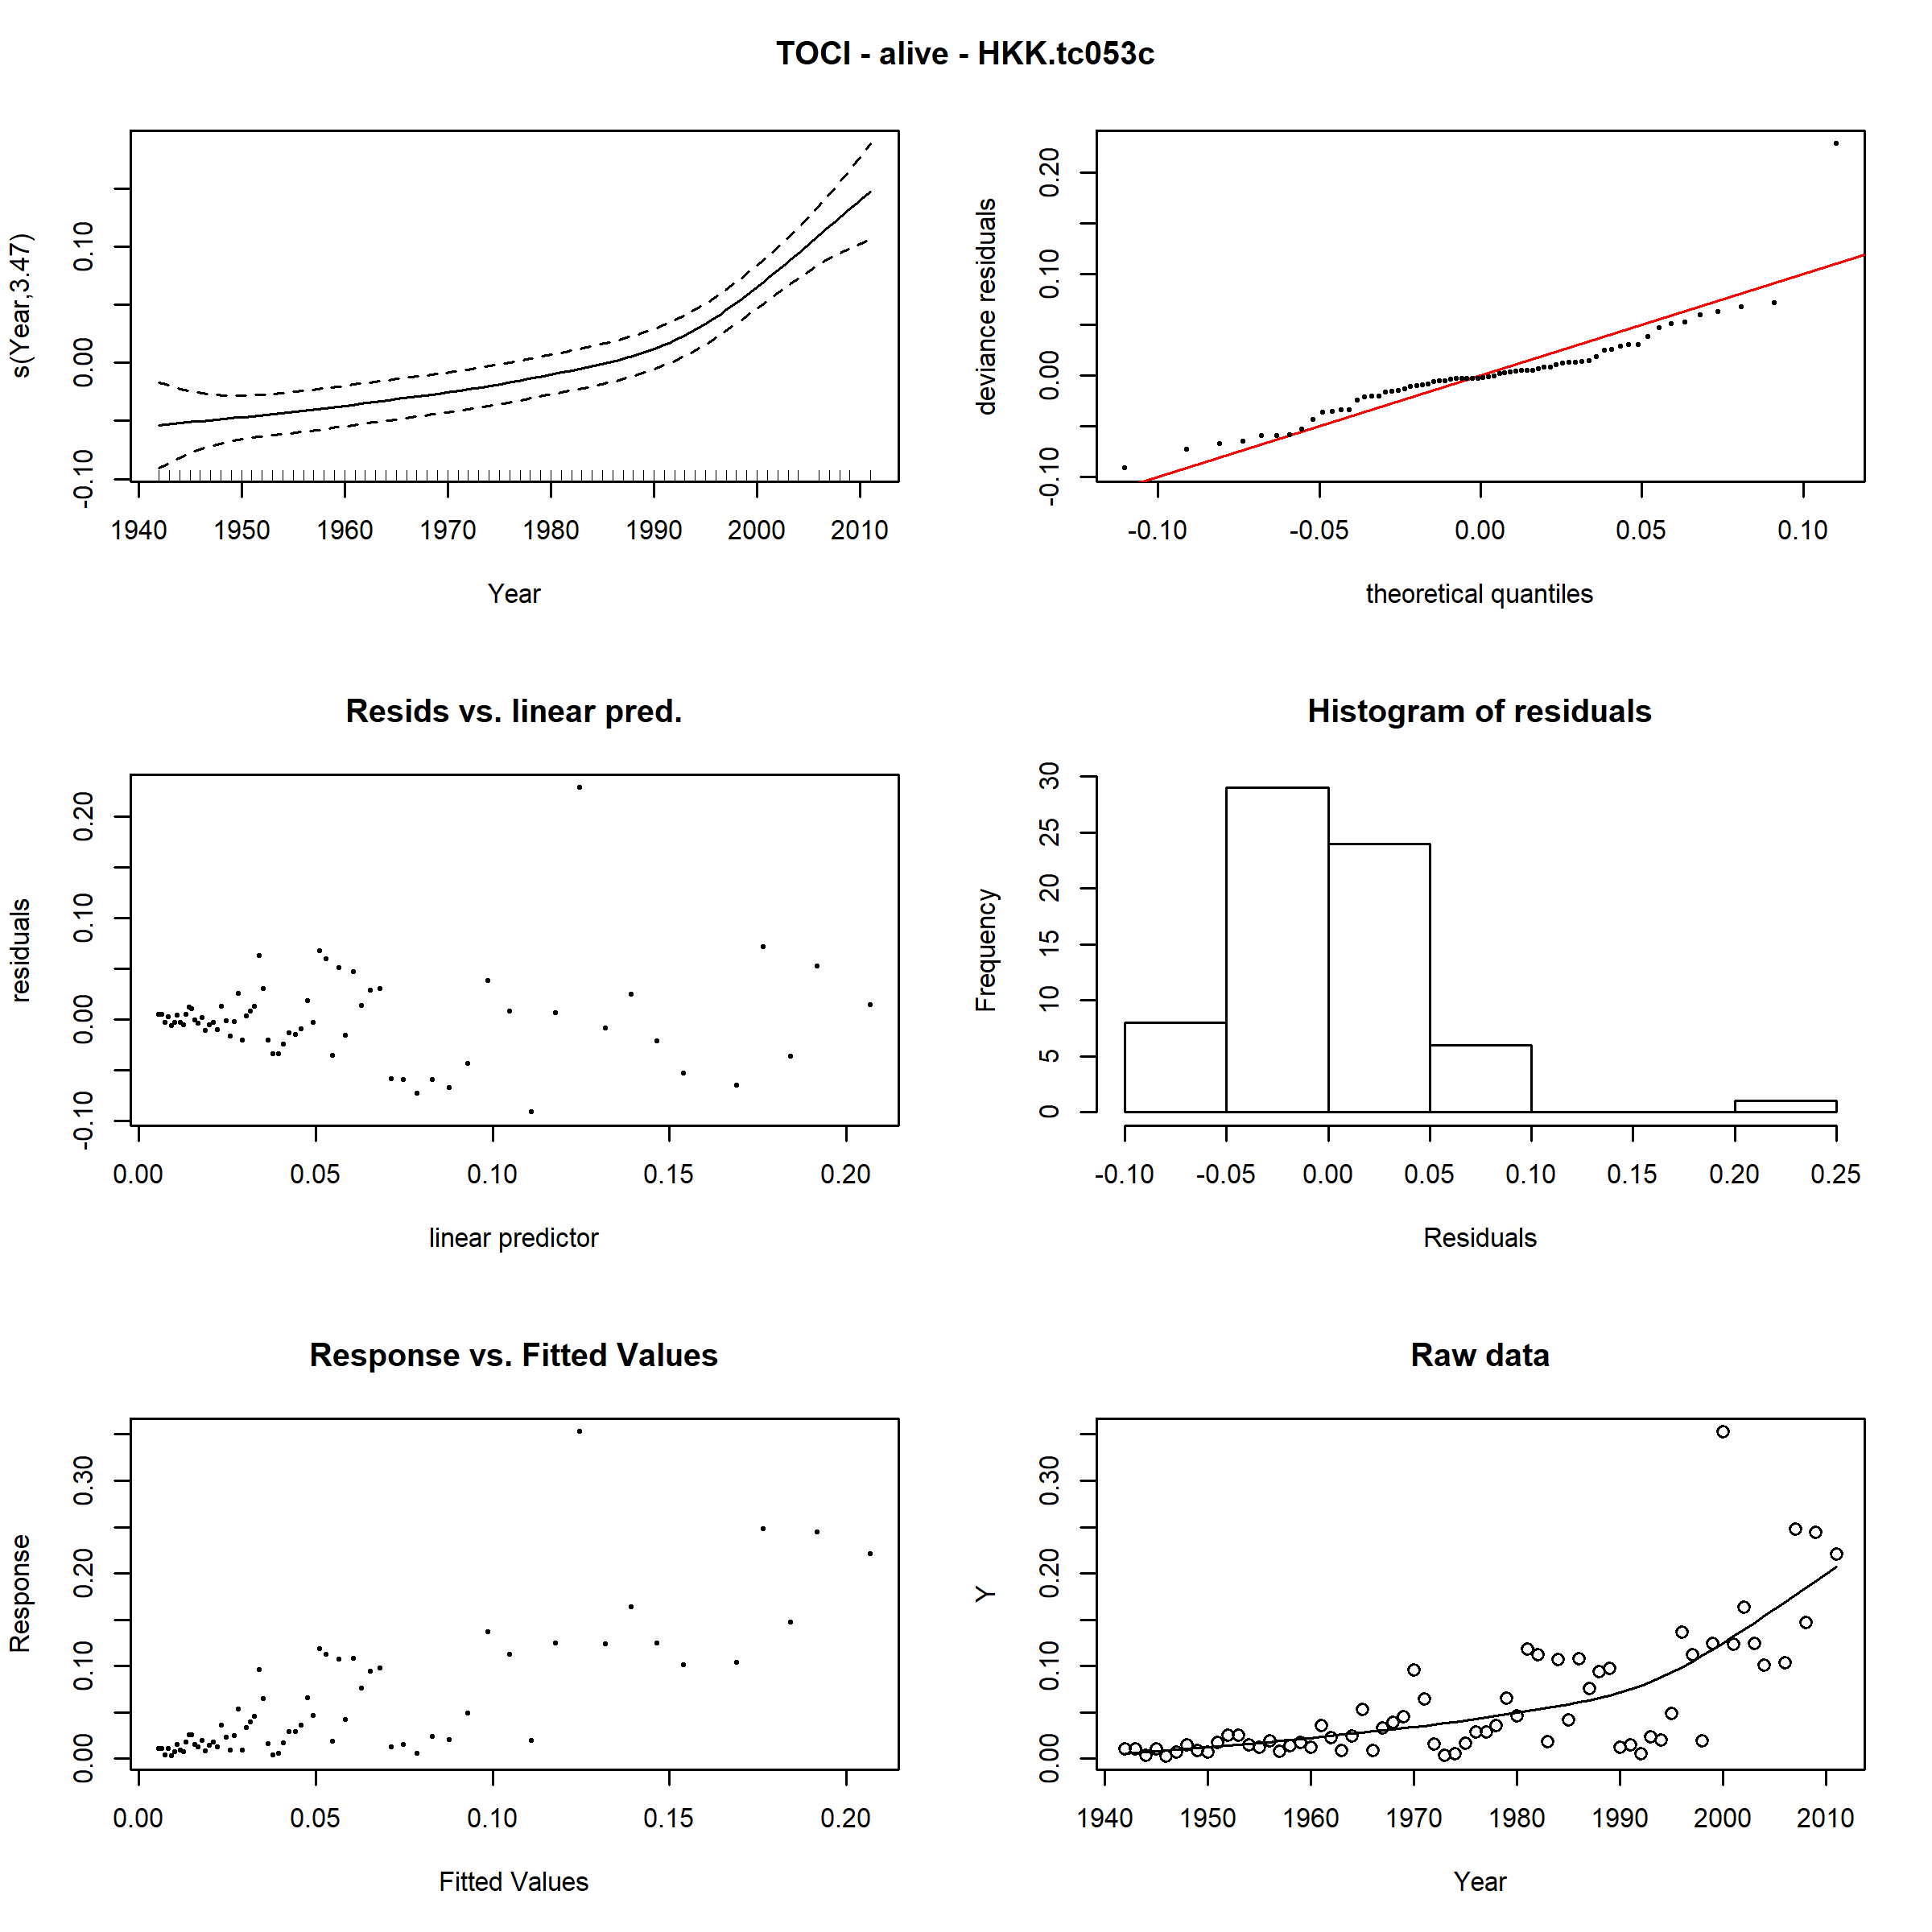 TOCI - alive - HKK.tc053c
s(Year,3.47)
-0.10 0.00 0.10
1940 1950 1960 1970 1980 1990 2000 2010
Year
deviance residuals
-0.10 0.00 0.10 0.20
-0.10 -0.05 0.00 0.05 0.10
theoretical quantiles
Resids vs. linear pred.
residuals
-0.10 0.00 0.10 0.20
0.00 0.05 0.10 0.15 0.20
linear predictor
Histogram of residuals
Frequency
0 5 10 15 20 25 30
-0.10 -0.05 0.00 0.05 0.10 0.15 0.20 0.25
Residuals
Response vs. Fitted Values
Response
0.00 0.10 0.20 0.30
0.00 0.05 0.10 0.15 0.20
Fitted Values
Raw data
Y
0.00 0.10 0.20 0.30
1940 1950 1960 1970 1980 1990 2000 2010
Year